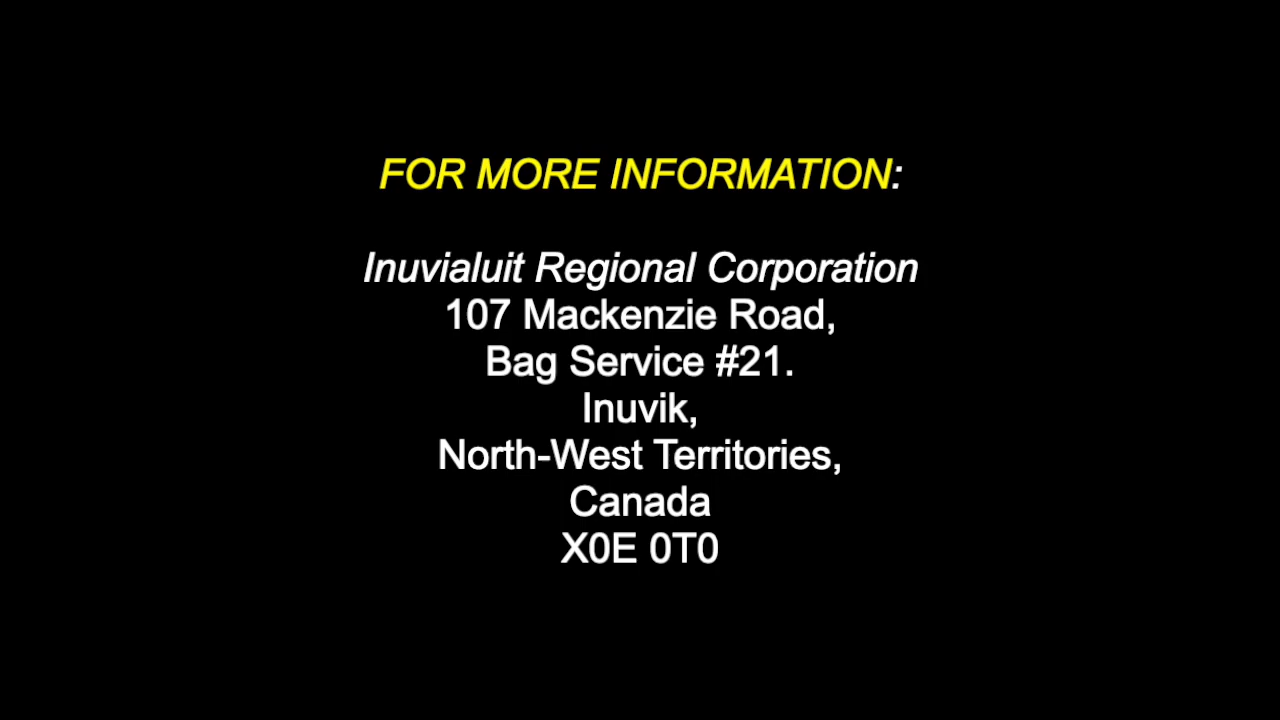 FOR MORE INFORMATION:
Inuvialuit Regional Corporation
107 Mackenzie Road,
Bag Service #21.
Inuvik,
North-West Territories,
Canada
X0E 0T0